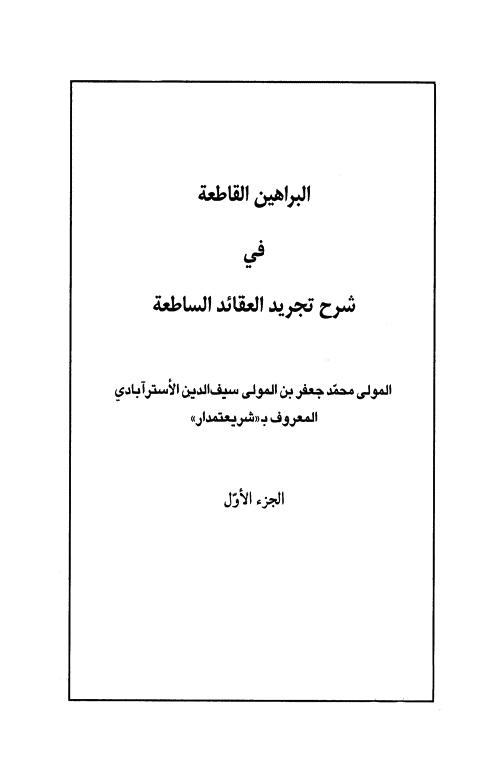 البراهين القاطعة
في
شرح تجريد العقائد الساطعة
المولى محمّد جعفر بن المولى سيف‌الدين الأسترآبادي
المعروف بـ«شريعتمدار»
الجزء الأوّل